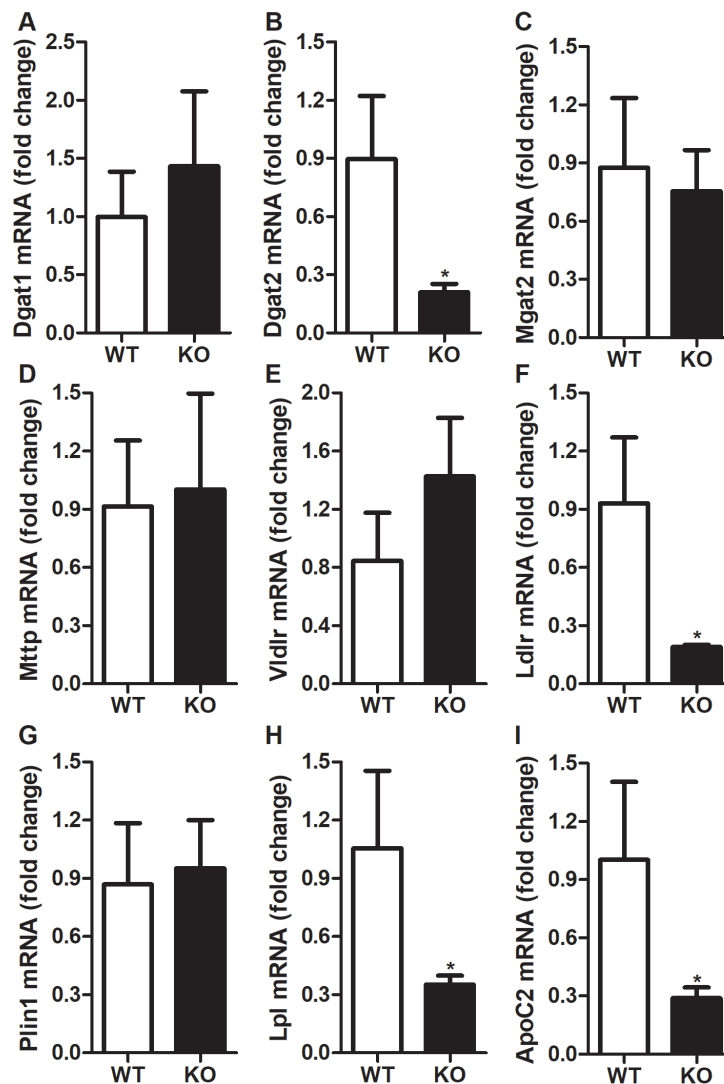 A
Dgat1 mRNA (fold change)
2.5
2.0
1.5
1.0
0.5
0.0
WT KO
B
Dgat2 mRNA (fold change)
1.5
1.2
0.9
0.6
0.3
0.0
*
WT KO
C
Mgat2 mRNA (fold change)
1.5
1.2
0.9
0.6
0.3
0.0
WT KO
D
Mttp mRNA (fold change)
1.5
1.2
0.9
0.6
0.3
0.0
WT KO
E
Vldlr mRNA (fold change)
2.0
1.6
1.2
0.8
0.4
0.0
WT KO
F
Ldlr mRNA (fold change)
1.5
1.2
0.9
0.6
0.3
0.0
*
WT KO
G
Plin1 mRNA (fold change)
1.5
1.2
0.9
0.6
0.3
0.0
WT KO
H
Lpl mRNA (fold change)
1.5
1.2
0.9
0.6
0.3
0.0
*
WT KO
I
ApoC2 mRNA (fold change)
1.5
1.2
0.9
0.6
0.3
0.0
*
WT KO